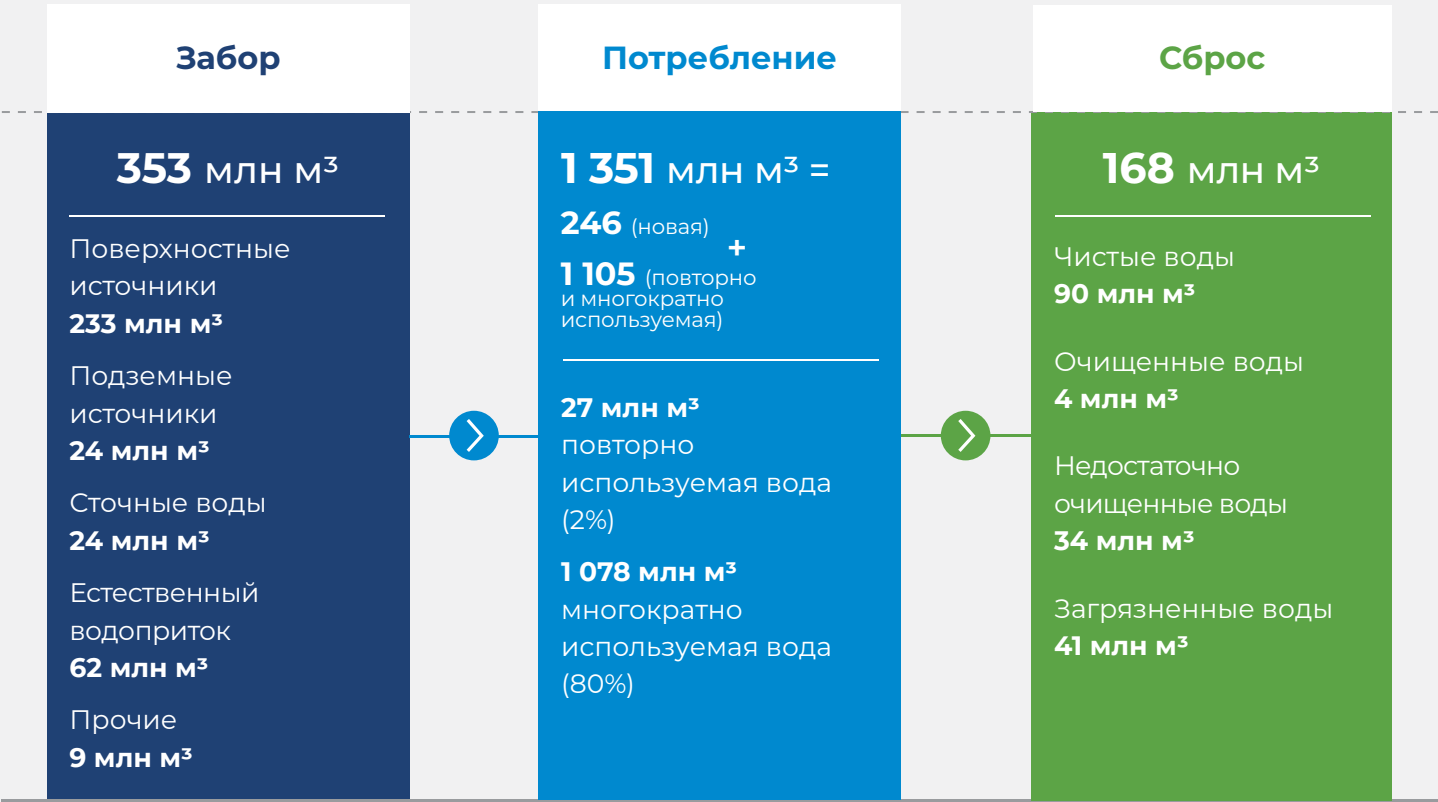 Забор
353 млн м³
Поверхностные
источники
233 млн м³
Подземные
источники
24 млн м³
Сточные воды
24 млн м³
Естественный
водоприток
62 млн м³
Прочие
9 млн м³
Потребление
1 351 млн м³ =
246 (новая)
+
1 105 (повторно
и многократно
используемая)
27 млн м³
повторно
используемая вода
(2%)
1 078 млн м³
многократно
используемая вода
(80%)
Сброс
168 млн м³
Чистые воды
90 млн м³
Очищенные воды
4 млн м³
Недостаточно
очищенные воды
34 млн м³
Загрязненные воды
41 млн м³